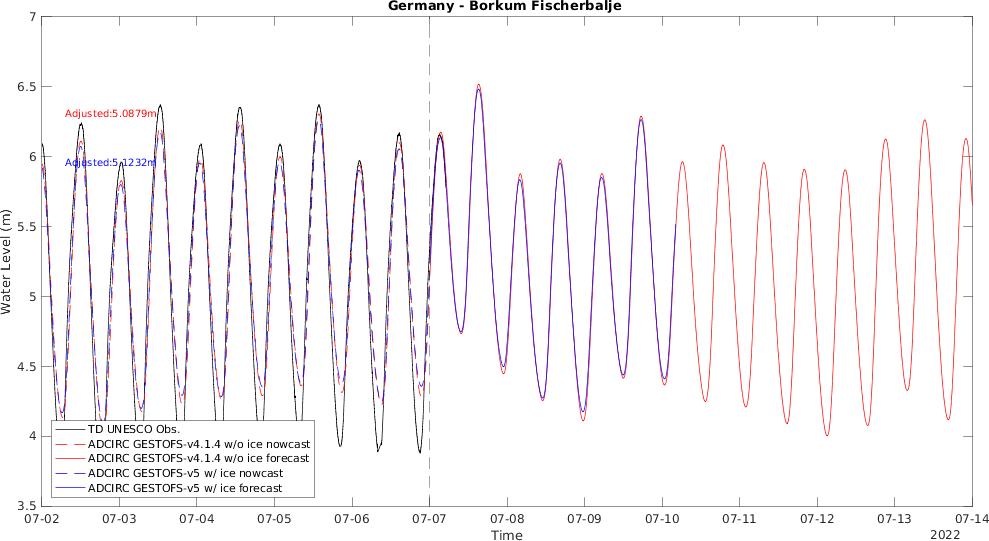 Germany - Borkum Fischerbalje
7
6.5
6
5.5
5
4.5
4
3.5
Water Level (m)
Adjusted:5.0879m
Adjusted:5.1232m
TD UNESCO Obs.
ADCIRC GESTOFS-v4.1.4 w/o ice nowcast
ADCIRC GESTOFS-v4.1.4 w/o ice forecast
ADCIRC GESTOFS-v5 w/ ice nowcast
ADCIRC GESTOFS-v5 w/ ice forecast
07-02 07-03 07-04 07-05 07-06 07-07 07-08 07-09 07-10 07-11 07-12 07-13 07-14
Time
2022